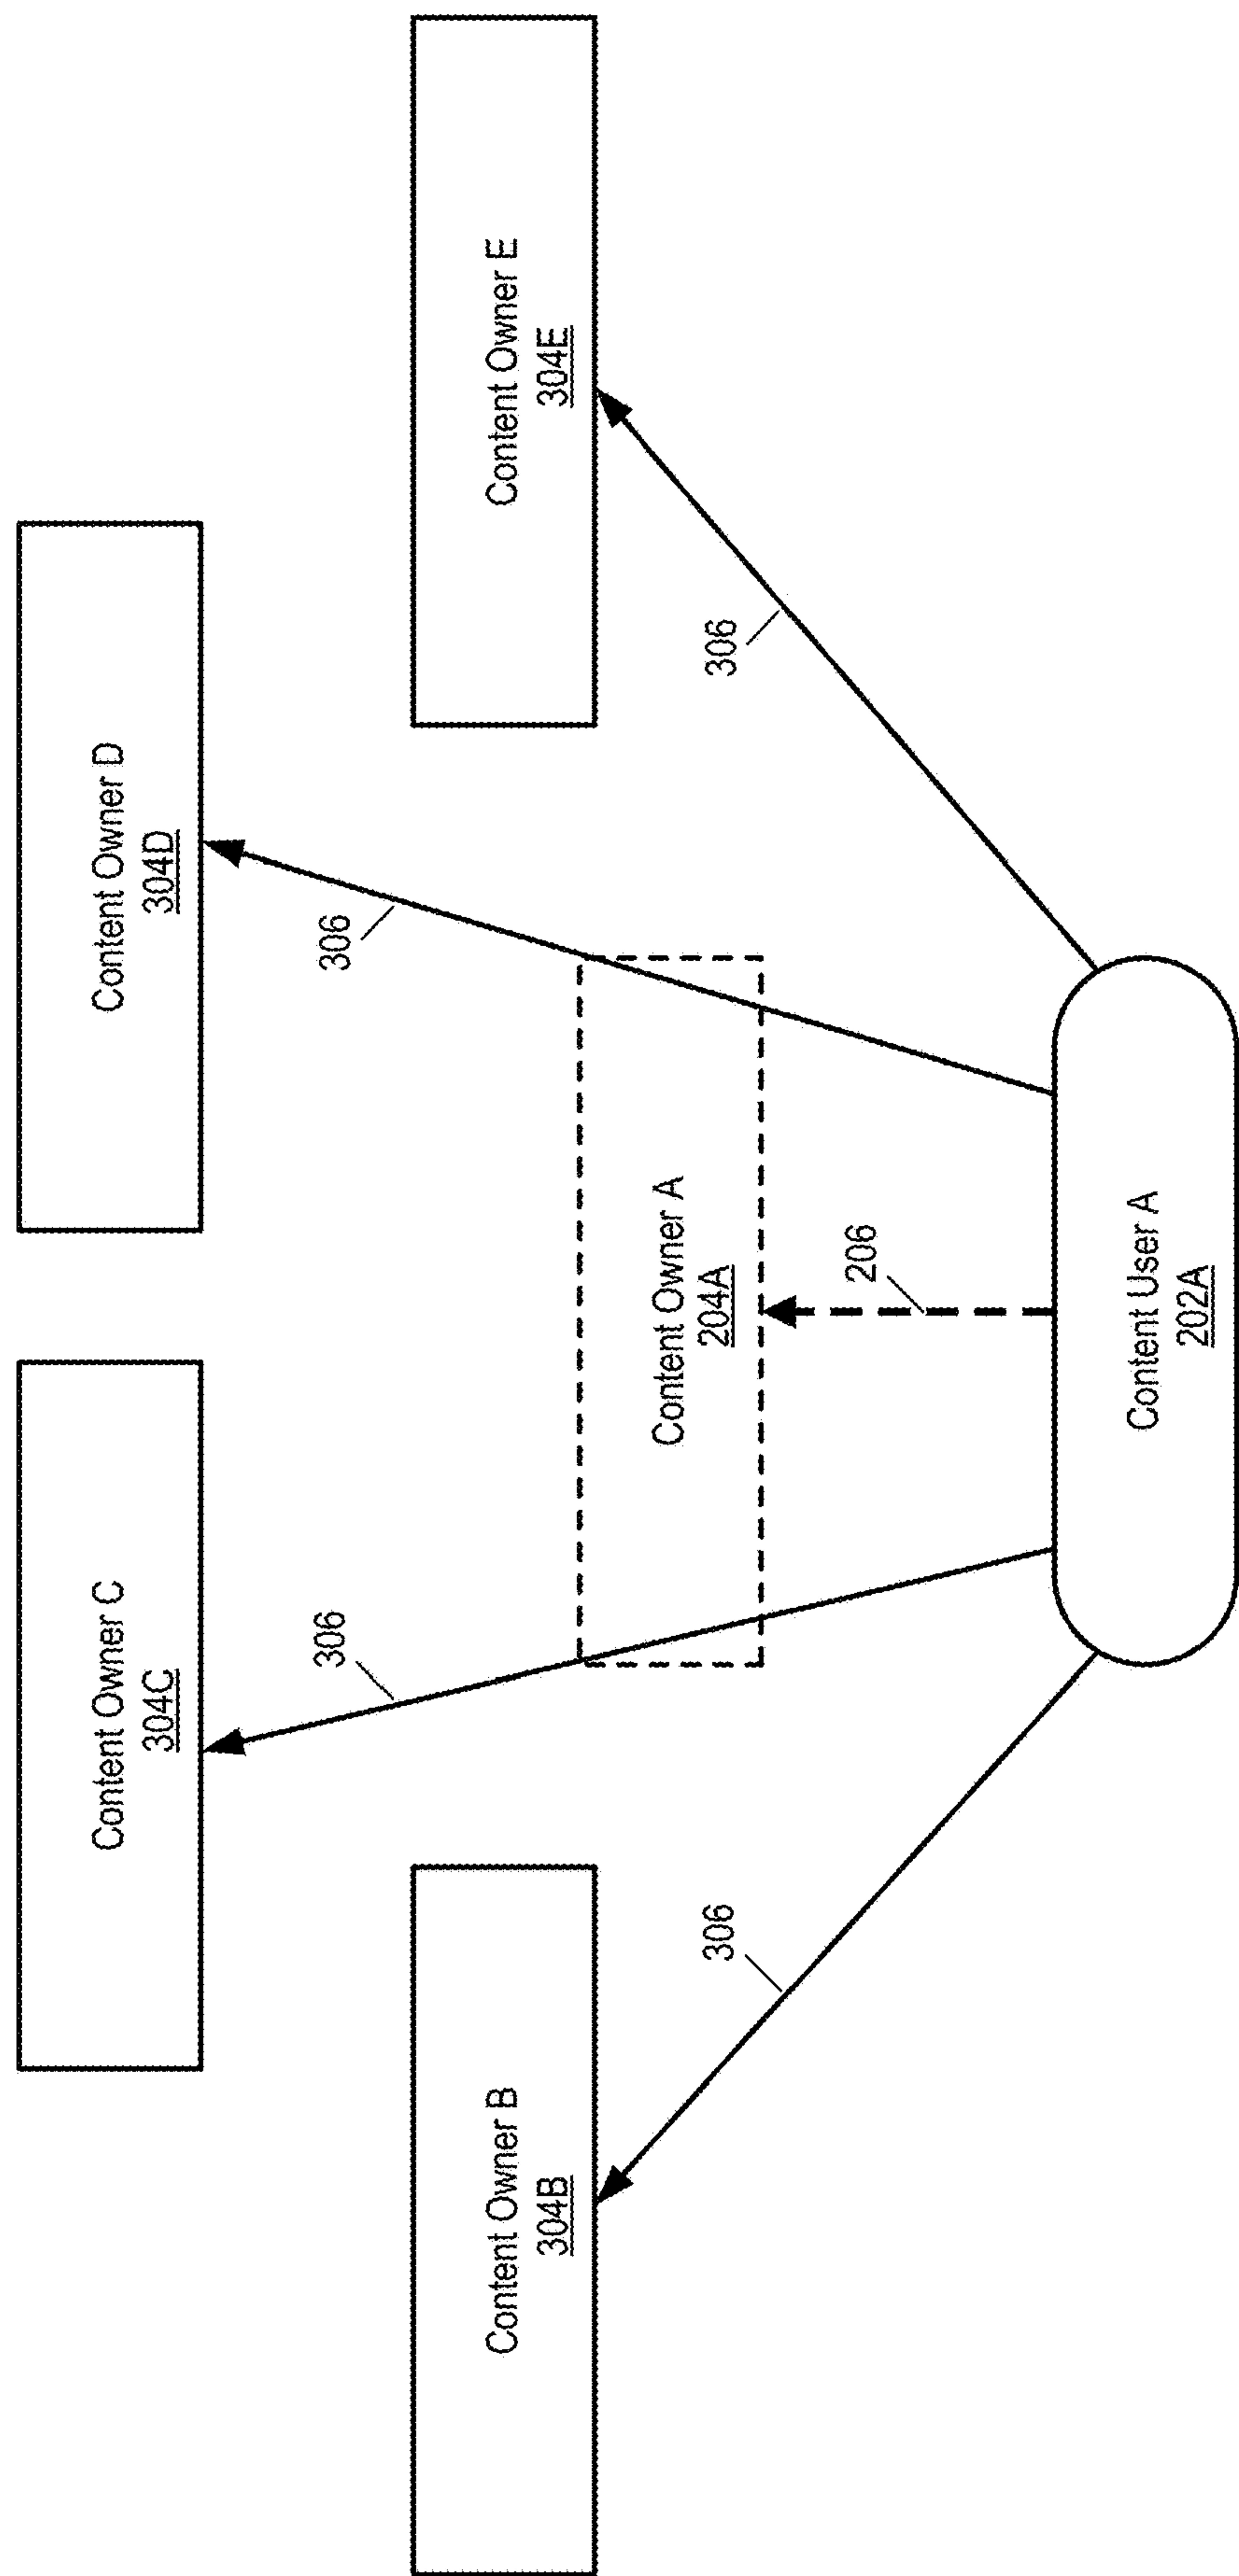 Content Owner C
304C
Content Owner D
304D
306
306
Content Owner B
304B
Content Owner E
304E
Content Owner A
204A
306
306
206
Content User A
202A